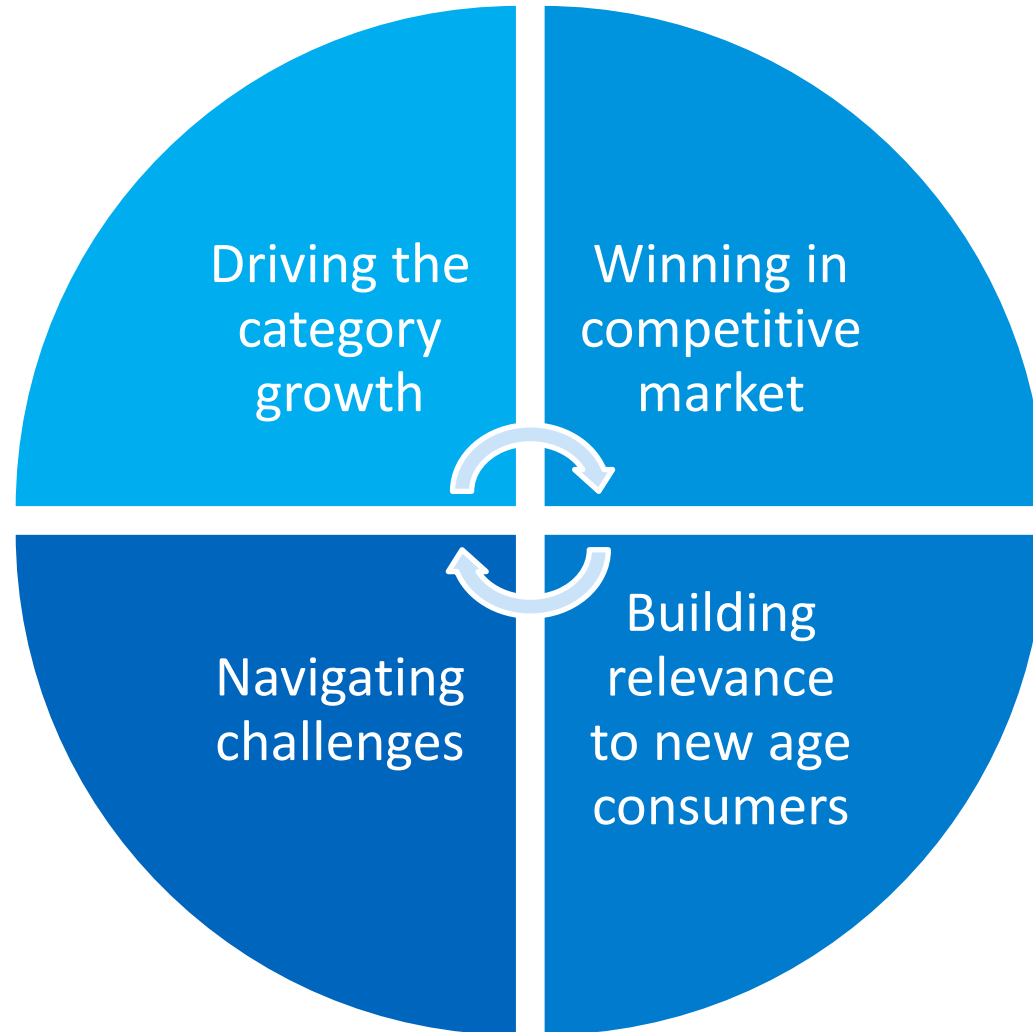 Driving the
category
growth
Winning in
competitive
market
Building
relevance
to new age
consumers
Navigating
challenges